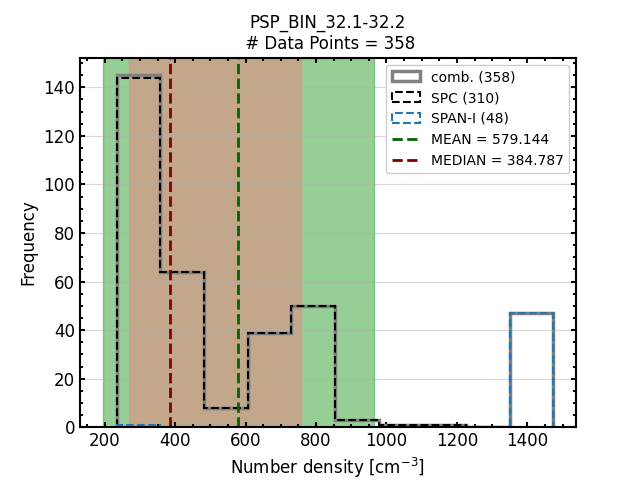 PSP_BIN_32.1-32.2
# Data Points = 358
comb. (358)
SPC (310)
SPAN-I (48)
MEAN = 579.144
MEDIAN = 384.787
Frequency
140
120
100
80
60
40
20
0
200 400 600 800 1000 1200 1400
Number density [cm⁻³]